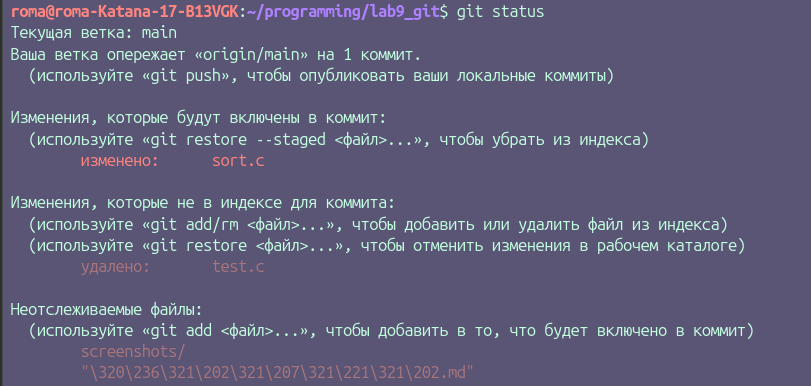 roma@roma-Katana-17-B13VGK:~/programming/lab9_git$ git status
Текущая ветка: main
Ваша ветка опережает «origin/main» на 1 коммит.
(используйте «git push», чтобы опубликовать ваши локальные коммиты)
Изменения, которые будут включены в коммит:
(используйте «git restore --staged <файл>...», чтобы убрать из индекса)
изменено: sort.c
Изменения, которые не в индексе для коммита:
(используйте «git add/rm <файл>...», чтобы добавить или удалить файл из индекса)
(используйте «git restore <файл>...», чтобы отменить изменения в рабочем каталоге)
удалено: test.c
Неотслеживаемые файлы:
(используйте «git add <файл>...», чтобы добавить в то, что будет включено в коммит)
screenshots/
"\320\236\321\202\321\207\321\221\321\202.md"